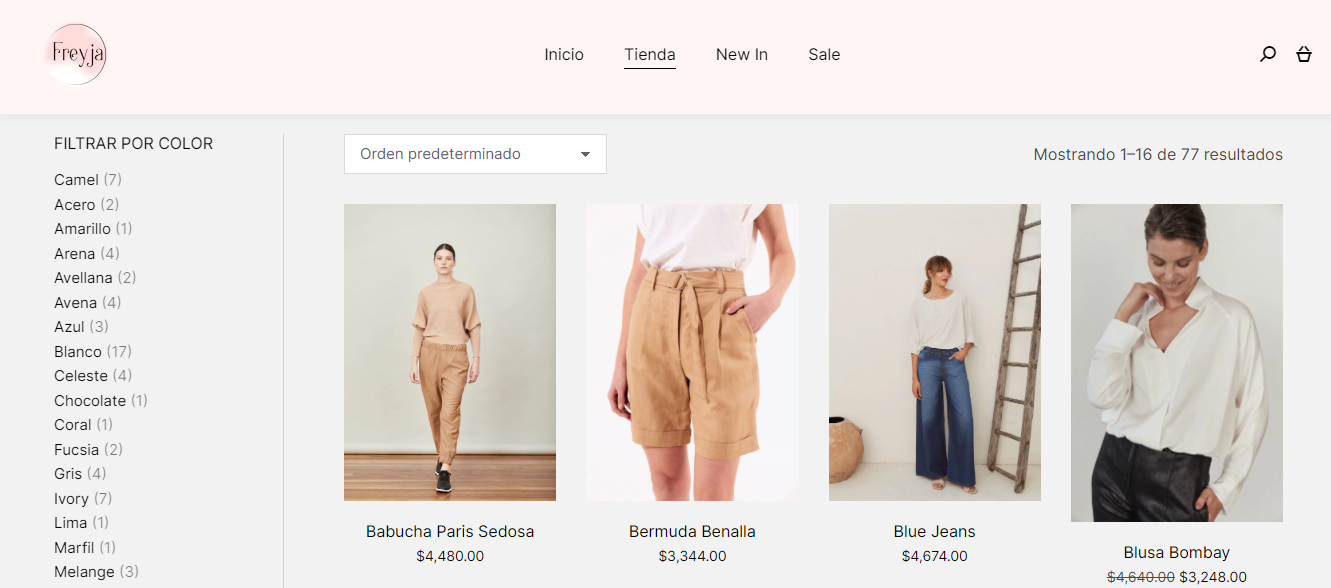 Freyja
Inicio
Tienda
New In
Sale
FILTRAR POR COLOR
Camel (7)
Acero (2)
Amarillo (1)
Arena (4)
Avellana (2)
Avena (4)
Azul (3)
Blanco (17)
Celeste (4)
Chocolate (1)
Coral (1)
Fucsia (2)
Gris (4)
Ivory (7)
Lima (1)
Marfil (1)
Melange (3)
Orden predeterminado
Mostrando 1–16 de 77 resultados
Babucha Paris Sedosa
$4,480.00
Bermuda Benalla
$3,344.00
Blue Jeans
$4,674.00
Blusa Bombay
$4,640.00 $3,248.00